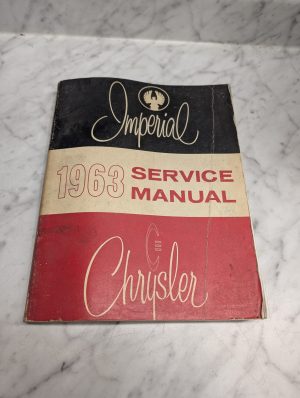 Imperial
1963 SERVICE
MANUAL
Chrysler